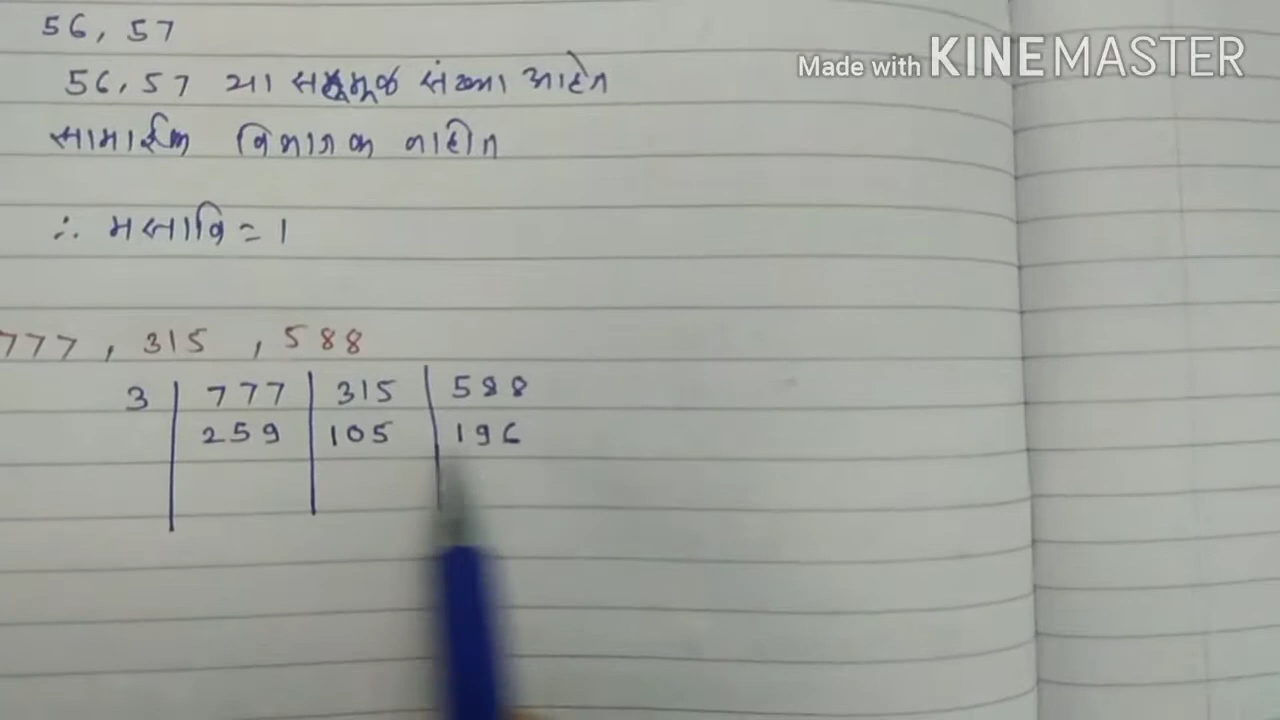 56, 57
Made with KINEMASTER
56, 57 या सहमूळ संख्या आहेत
सामाईक विभाजक नाहीत
∴ मसावि = 1
777, 315, 588
3 | 777 | 315 | 588
259 | 105 | 196